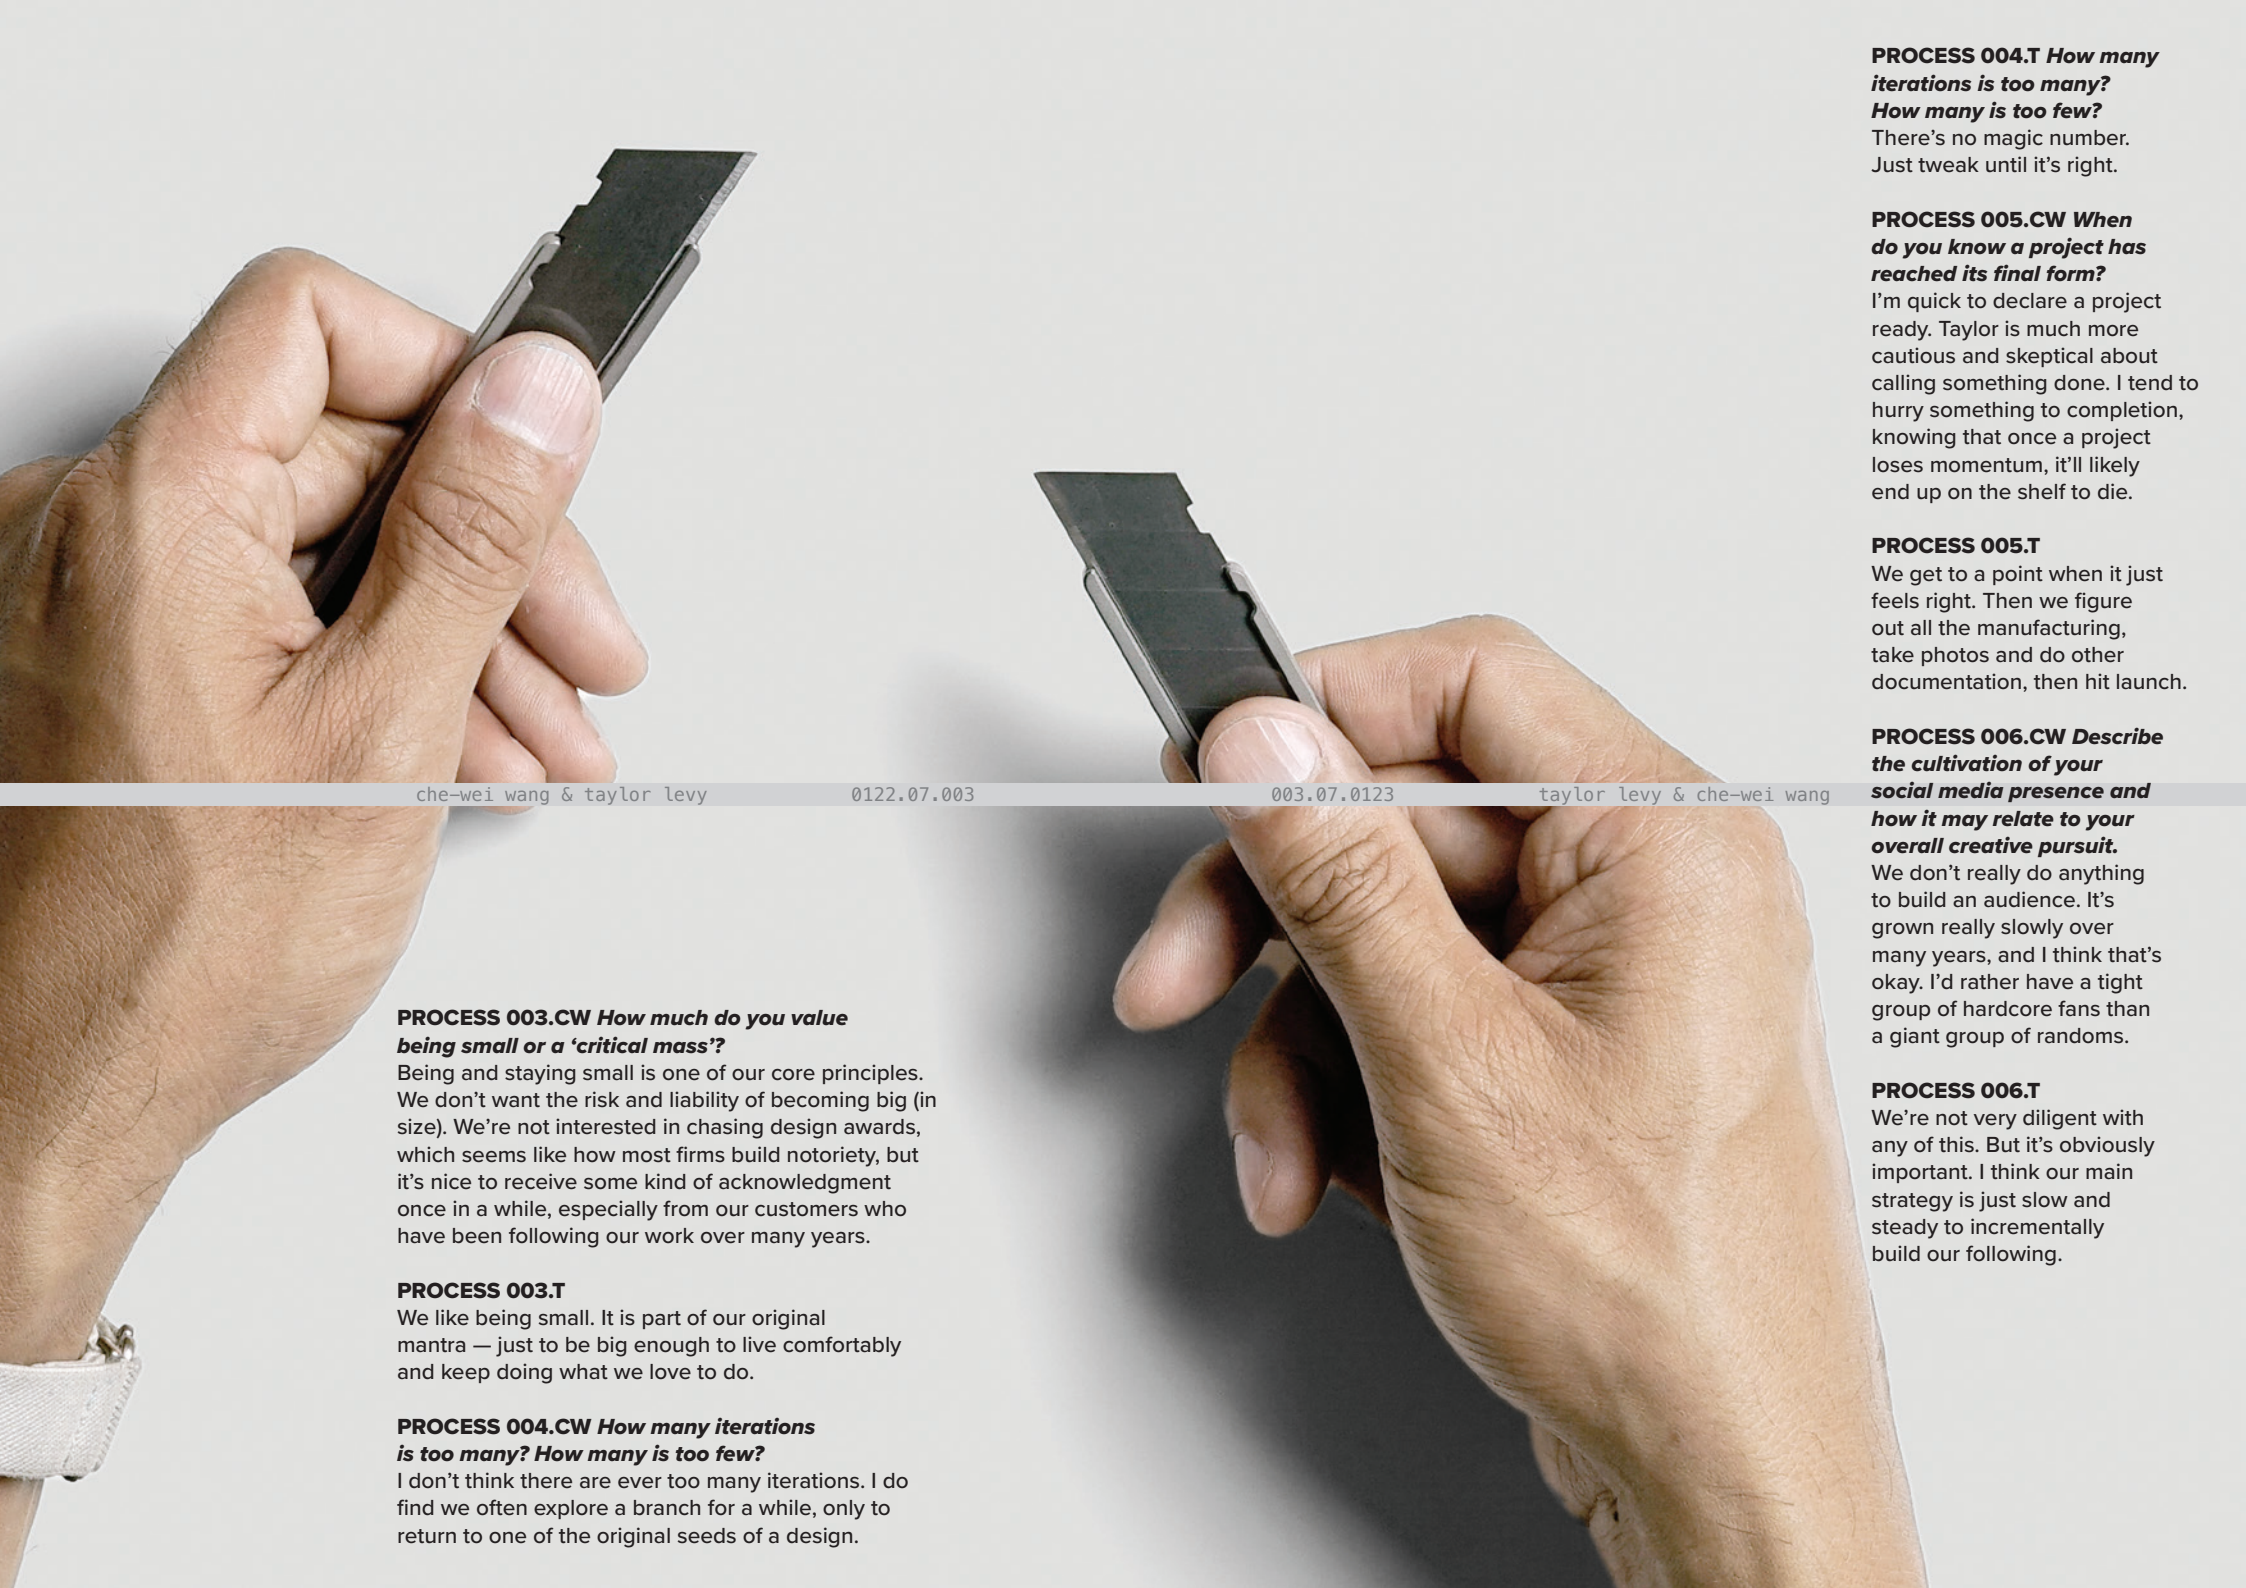 che-wei wang & taylor levy
0122.07.003
PROCESS 003.CW How much do you value
being small or a ‘critical mass’?
Being and staying small is one of our core principles.
We don’t want the risk and liability of becoming big (in
size). We’re not interested in chasing design awards,
which seems like how most firms build notoriety, but
it’s nice to receive some kind of acknowledgment
once in a while, especially from our customers who
have been following our work over many years.
PROCESS 003.T
We like being small. It is part of our original
mantra — just to be big enough to live comfortably
and keep doing what we love to do.
PROCESS 004.CW How many iterations
is too many? How many is too few?
I don’t think there are ever too many iterations. I do
find we often explore a branch for a while, only to
return to one of the original seeds of a design.
003.07.0123
taylor levy & che-wei wang
PROCESS 004.T How many
iterations is too many?
How many is too few?
There’s no magic number.
Just tweak until it’s right.
PROCESS 005.CW When
do you know a project has
reached its final form?
I’m quick to declare a project
ready. Taylor is much more
cautious and skeptical about
calling something done. I tend to
hurry something to completion,
knowing that once a project
loses momentum, it’ll likely
end up on the shelf to die.
PROCESS 005.T
We get to a point when it just
feels right. Then we figure
out all the manufacturing,
take photos and do other
documentation, then hit launch.
PROCESS 006.CW Describe
the cultivation of your
social media presence and
how it may relate to your
overall creative pursuit.
We don’t really do anything
to build an audience. It’s
grown really slowly over
many years, and I think that’s
okay. I’d rather have a tight
group of hardcore fans than
a giant group of randoms.
PROCESS 006.T
We’re not very diligent with
any of this. But it’s obviously
important. I think our main
strategy is just slow and
steady to incrementally
build our following.